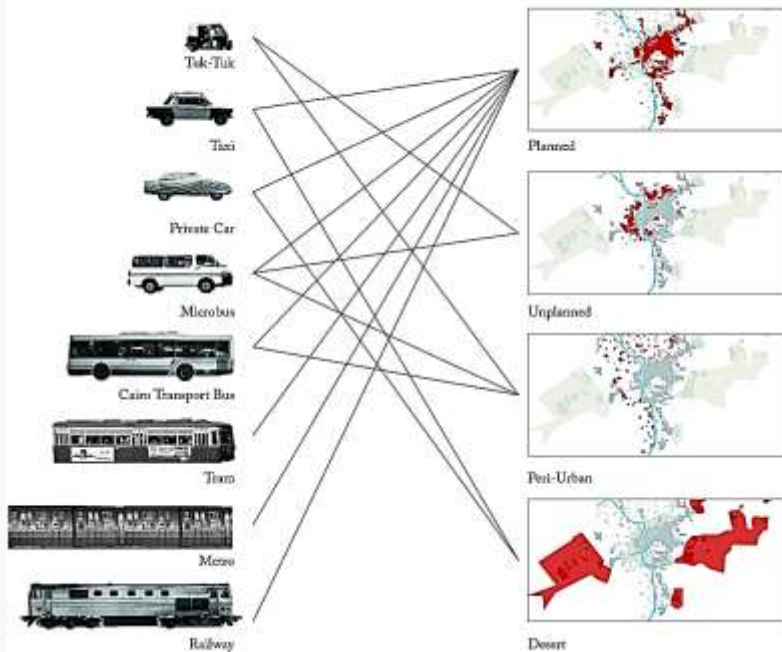 Tuk-Tuk
Taxi
Private Car
Microbus
Cairo Transport Bus
Tram
Metro
Railway
Planned
Unplanned
Peri-Urban
Desert